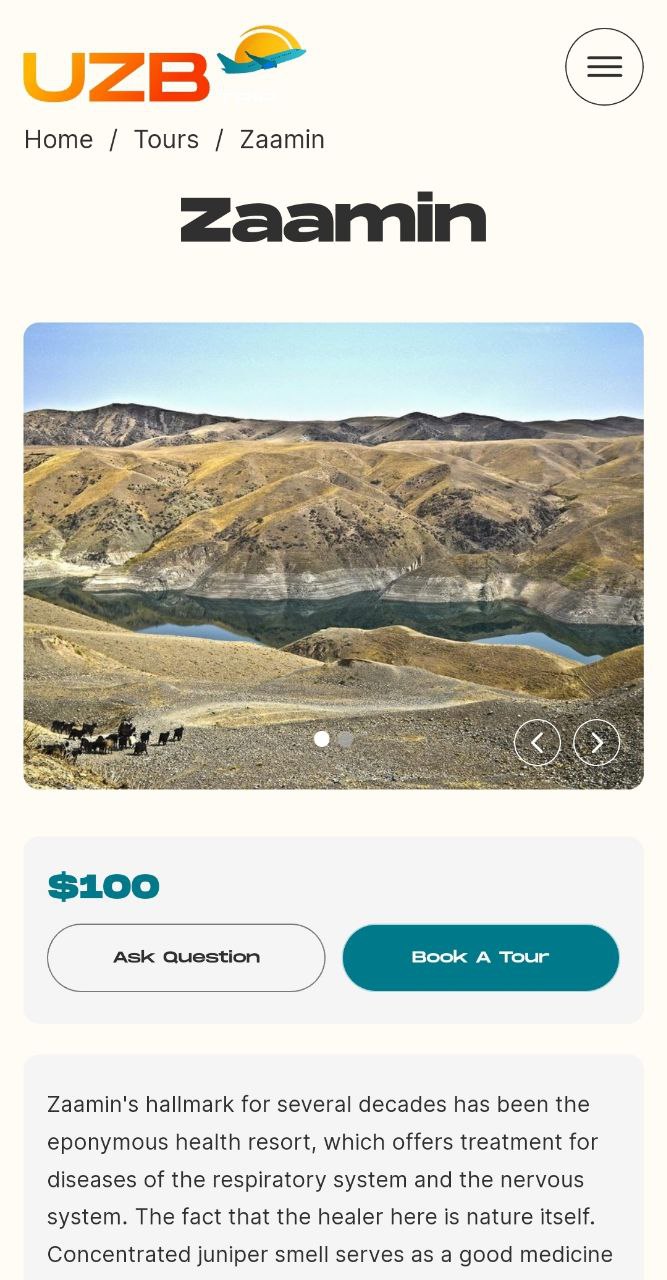 UZB
Home / Tours / Zaamin
Zaamin
$100
Ask Question
Book A Tour
Zaamin's hallmark for several decades has been the
eponymous health resort, which offers treatment for
diseases of the respiratory system and the nervous
system. The fact that the healer here is nature itself.
Concentrated juniper smell serves as a good medicine